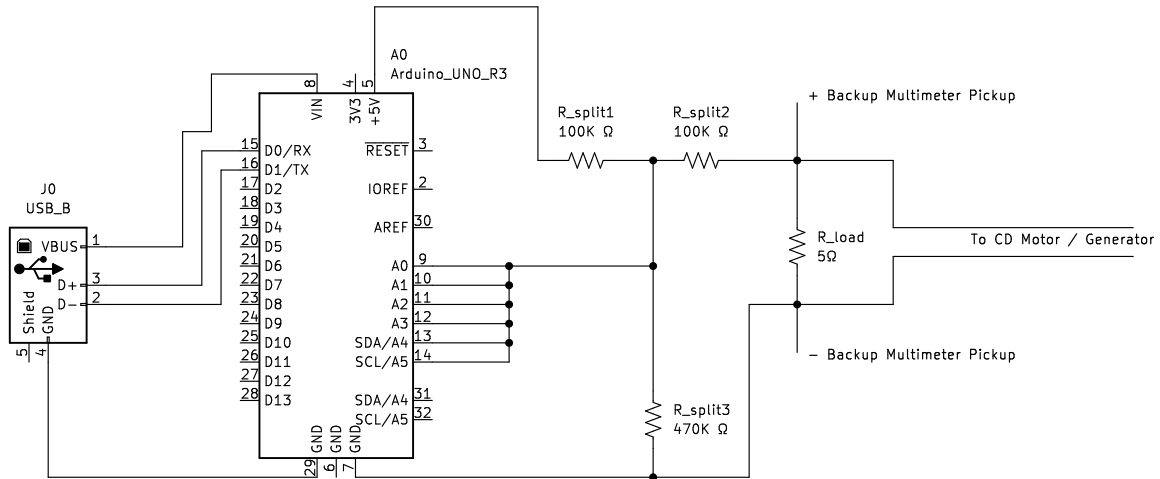 A0
Arduino_UNO_R3
8
4
5
VIN
3V3
+5V
R_split1
100K Ω
R_split2
100K Ω
+ Backup Multimeter Pickup
15 D0/RX
16 D1/TX
17 D2
18 D3
19 D4
20 D5
21 D6
22 D7
23 D8
24 D9
25 D10
26 D11
27 D12
28 D13
RESET 3
IOREF 2
AREF 30
A0 9
A1 10
A2 11
A3 12
SDA/A4 13
SCL/A5 14
SDA/A4 31
SCL/A5 32
GND
GND
GND
29
6
7
J0
USB_B
VBUS 1
D+ 3
D- 2
Shield
GND
5
4
R_load
5Ω
To CD Motor / Generator
- Backup Multimeter Pickup
R_split3
470K Ω